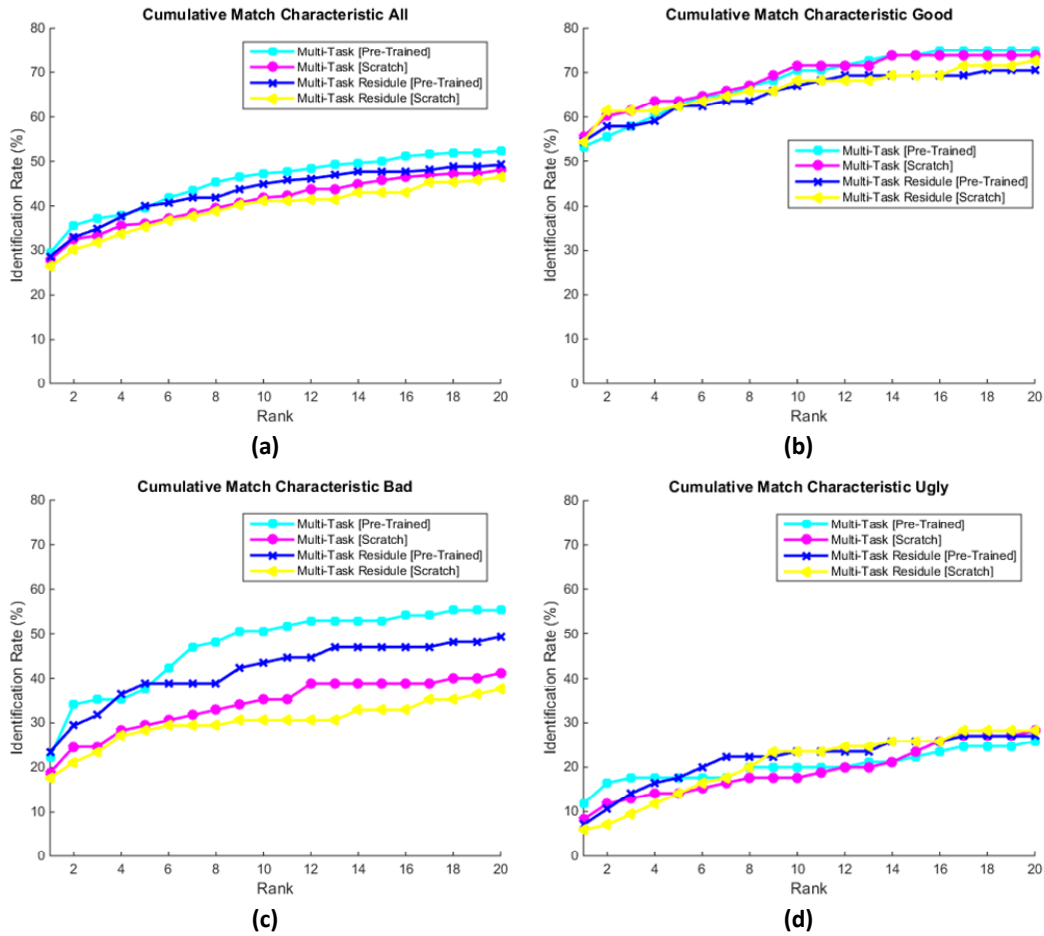 Cumulative Match Characteristic All
80
70
60
50
40
30
20
10
0
Identification Rate (%)
Multi-Task [Pre-Trained]
Multi-Task [Scratch]
Multi-Task Residule [Pre-Trained]
Multi-Task Residule [Scratch]
2 4 6 8 10 12 14 16 18 20
Rank
(a)
Cumulative Match Characteristic Good
80
70
60
50
40
30
20
10
0
Identification Rate (%)
Multi-Task [Pre-Trained]
Multi-Task [Scratch]
Multi-Task Residule [Pre-Trained]
Multi-Task Residule [Scratch]
2 4 6 8 10 12 14 16 18 20
Rank
(b)
Cumulative Match Characteristic Bad
80
70
60
50
40
30
20
10
0
Identification Rate (%)
Multi-Task [Pre-Trained]
Multi-Task [Scratch]
Multi-Task Residule [Pre-Trained]
Multi-Task Residule [Scratch]
2 4 6 8 10 12 14 16 18 20
Rank
(c)
Cumulative Match Characteristic Ugly
80
70
60
50
40
30
20
10
0
Identification Rate (%)
Multi-Task [Pre-Trained]
Multi-Task [Scratch]
Multi-Task Residule [Pre-Trained]
Multi-Task Residule [Scratch]
2 4 6 8 10 12 14 16 18 20
Rank
(d)